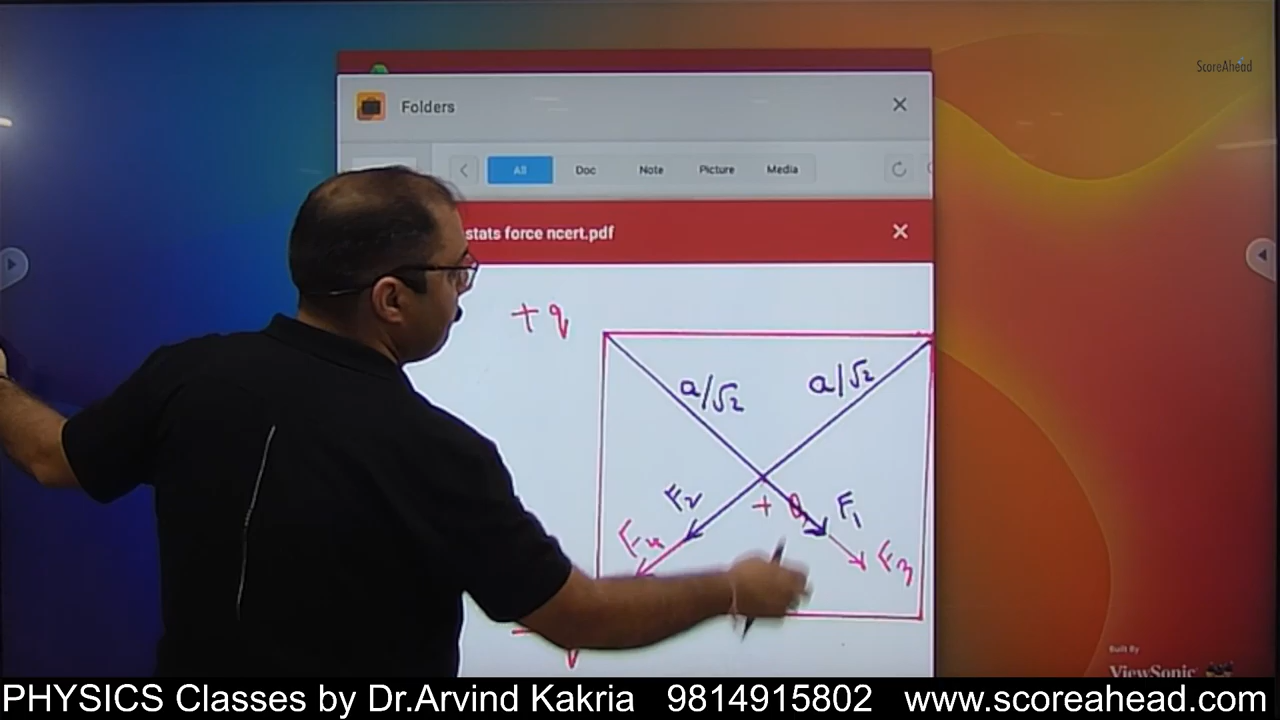 ScoreAhead
Folders
All Doc Note Picture Media
stats force ncert.pdf
+ q
a/√2 a/√2
F2 + F1
F4 F3
q
Built By
ViewSonic
PHYSICS Classes by Dr.Arvind Kakria 9814915802 www.scoreahead.com